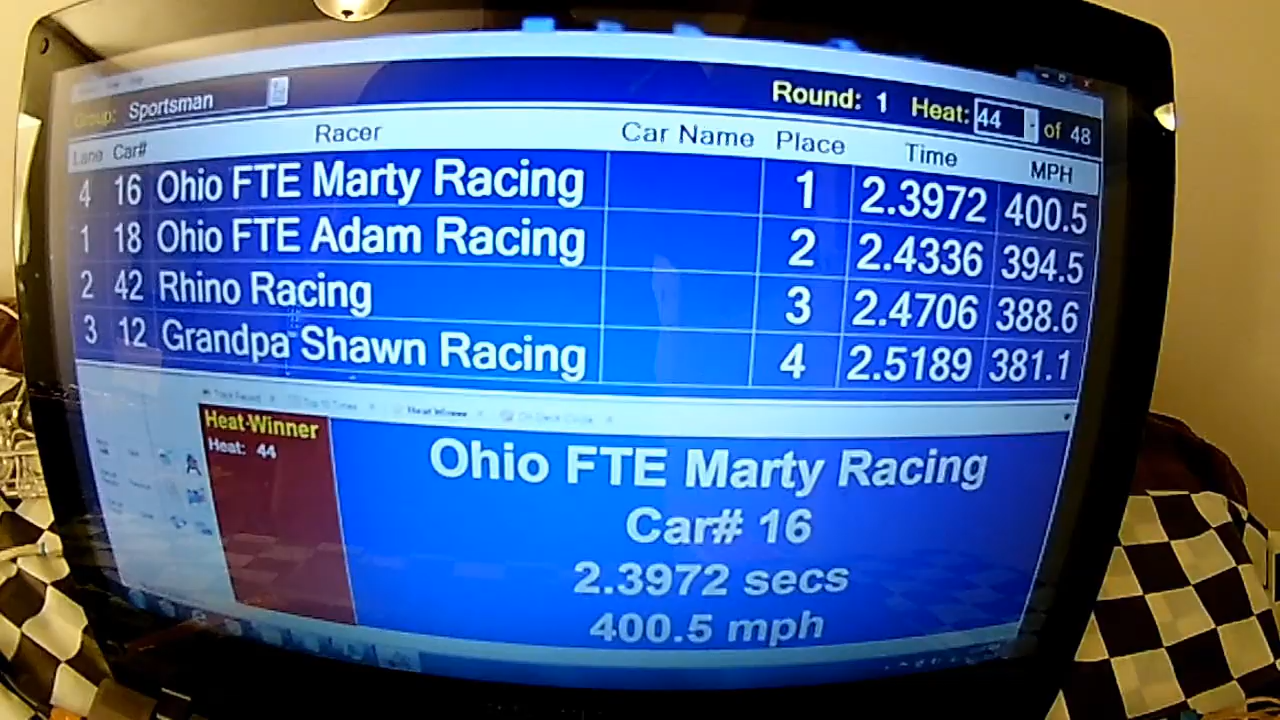 Group: Sportsman Round: 1 Heat: 44 of 48
Lane Car# Racer Car Name Place Time MPH
4 16 Ohio FTE Marty Racing 1 2.3972 400.5
1 18 Ohio FTE Adam Racing 2 2.4336 394.5
2 42 Rhino Racing 3 2.4706 388.6
3 12 Grandpa Shawn Racing 4 2.5189 381.1
Heat Winner
Heat-Winner
Heat: 44
Ohio FTE Marty Racing
Car# 16
2.3972 secs
400.5 mph